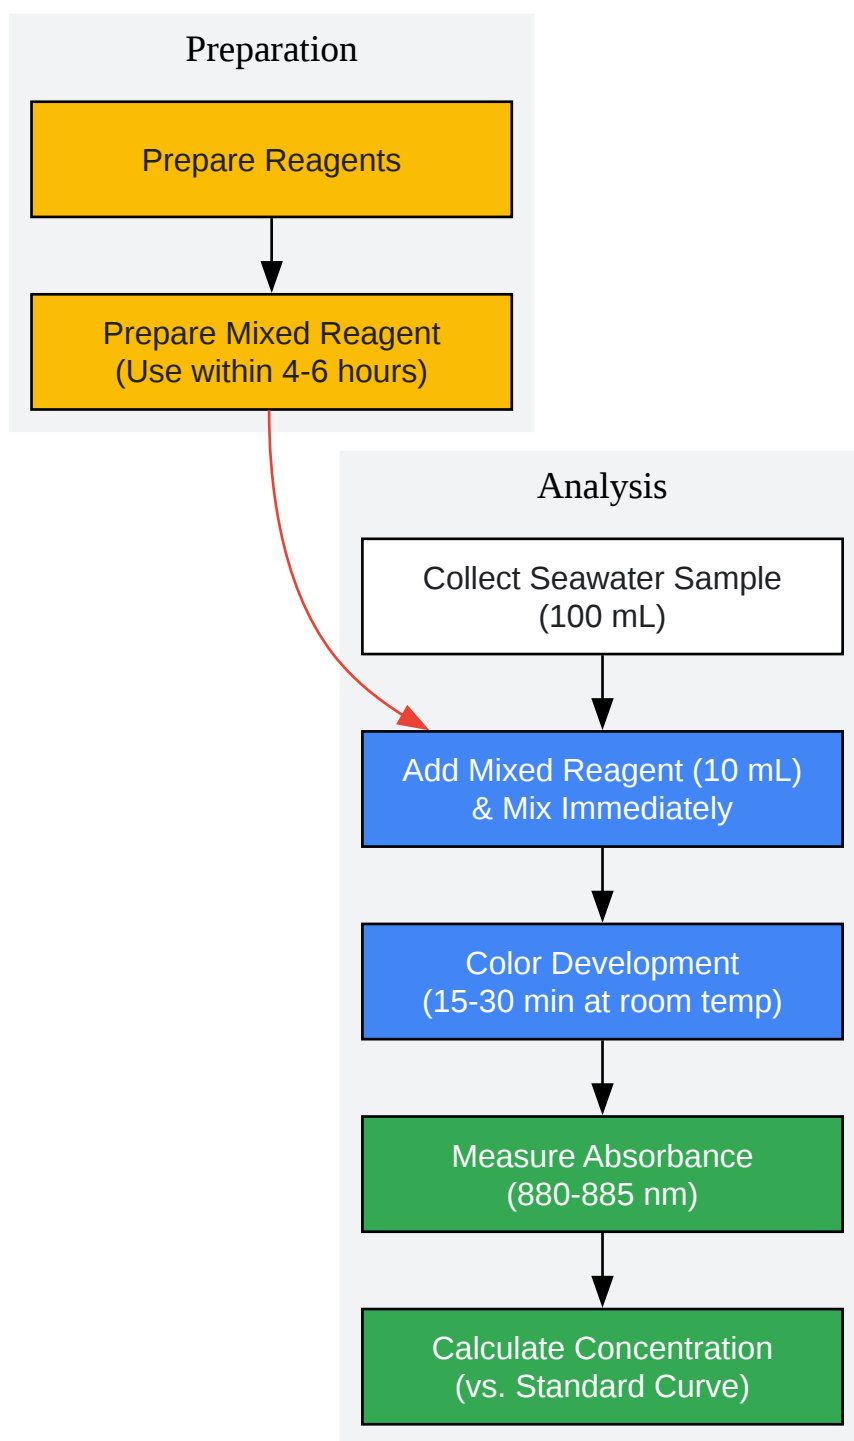 Preparation
Prepare Reagents
Prepare Mixed Reagent
(Use within 4-6 hours)
Analysis
Collect Seawater Sample
(100 mL)
Add Mixed Reagent (10 mL)
& Mix Immediately
Color Development
(15-30 min at room temp)
Measure Absorbance
(880-885 nm)
Calculate Concentration
(vs. Standard Curve)